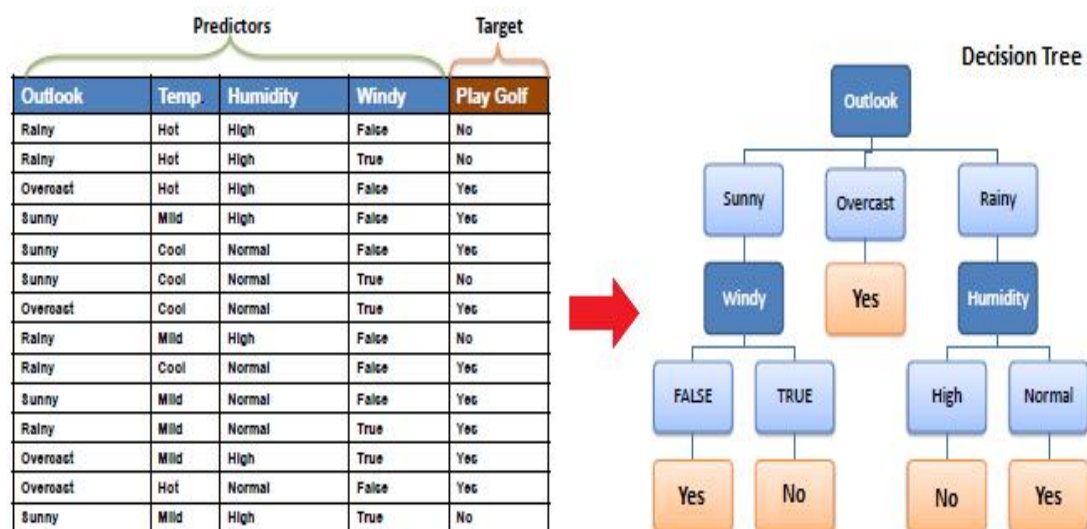 Predictors Target
Outlook Temp. Humidity Windy Play Golf
Rainy Hot High False No
Rainy Hot High True No
Overcast Hot High False Yes
Sunny Mild High False Yes
Sunny Cool Normal False Yes
Sunny Cool Normal True No
Overcast Cool Normal True Yes
Rainy Mild High False No
Rainy Cool Normal False Yes
Sunny Mild Normal False Yes
Rainy Mild Normal True Yes
Overcast Mild High True Yes
Overcast Hot Normal False Yes
Sunny Mild High True No
Decision Tree
Outlook
Sunny Overcast Rainy
Windy Yes Humidity
FALSE TRUE High Normal
Yes No No Yes